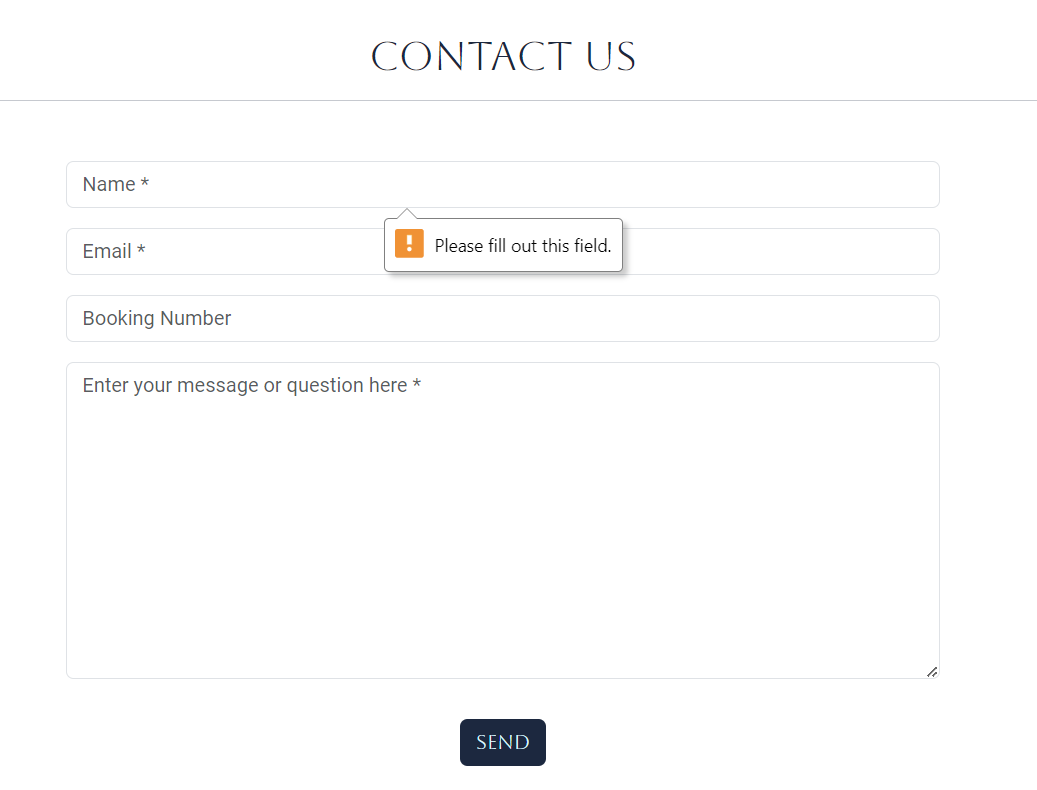 CONTACT US
Name *
Please fill out this field.
Email *
Booking Number
Enter your message or question here *
SEND